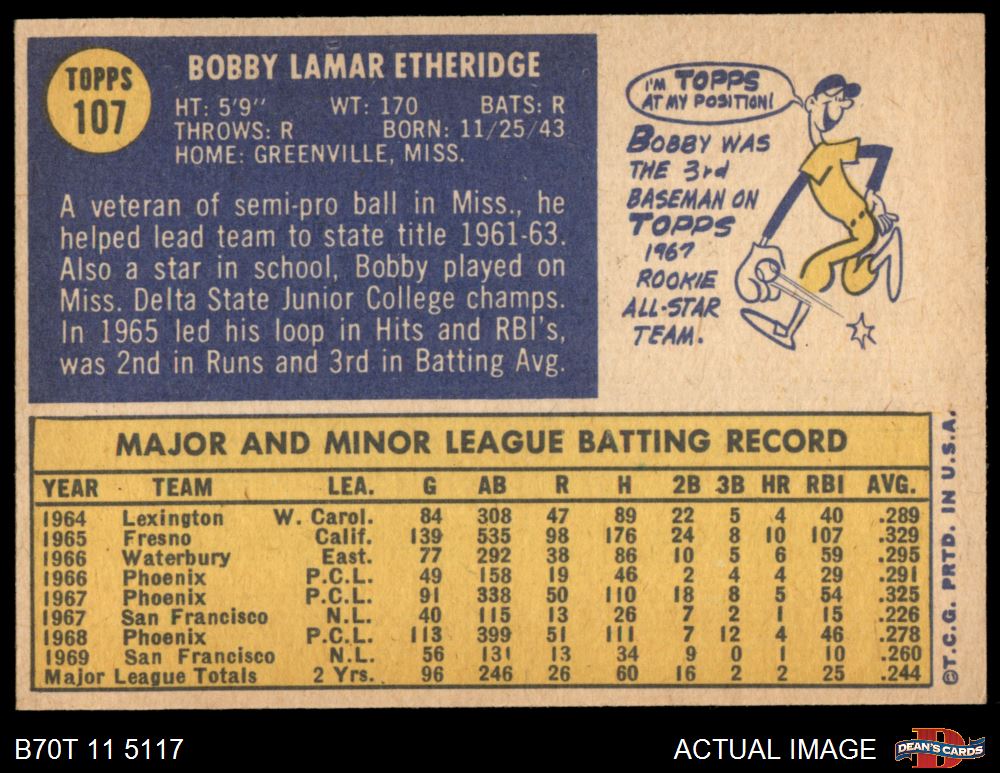 TOPPS
107
BOBBY LAMAR ETHERIDGE
HT: 5'9" WT: 170 BATS: R
THROWS: R BORN: 11/25/43
HOME: GREENVILLE, MISS.
A veteran of semi-pro ball in Miss., he
helped lead team to state title 1961-63.
Also a star in school, Bobby played on
Miss. Delta State Junior College champs.
In 1965 led his loop in Hits and RBI's,
was 2nd in Runs and 3rd in Batting Avg.
I'M TOPPS
AT MY POSITION!
BOBBY WAS
THE 3rd
BASEMAN ON
TOPPS
1967
ROOKIE
ALL-STAR
TEAM.
MAJOR AND MINOR LEAGUE BATTING RECORD
YEAR TEAM LEA. G AB R H 2B 3B HR RBI AVG.
1964 Lexington W. Carol. 84 308 47 89 22 5 4 40 .289
1965 Fresno Calif. 139 535 98 176 24 8 10 107 .329
1966 Waterbury East. 77 292 38 86 10 5 6 59 .295
1966 Phoenix P.C.L. 49 158 19 46 2 4 4 29 .291
1967 Phoenix P.C.L. 91 338 50 110 18 8 5 54 .325
1967 San Francisco N.L. 40 115 13 26 7 2 1 15 .226
1968 Phoenix P.C.L. 113 399 51 111 7 12 4 46 .278
1969 San Francisco N.L. 56 131 13 34 9 0 1 10 .260
Major League Totals 2 Yrs. 96 246 26 60 16 2 2 25 .244
©T.C.G. PRTD. IN U.S.A.
B70T 11 5117
ACTUAL IMAGE
D
DEAN'S CARDS